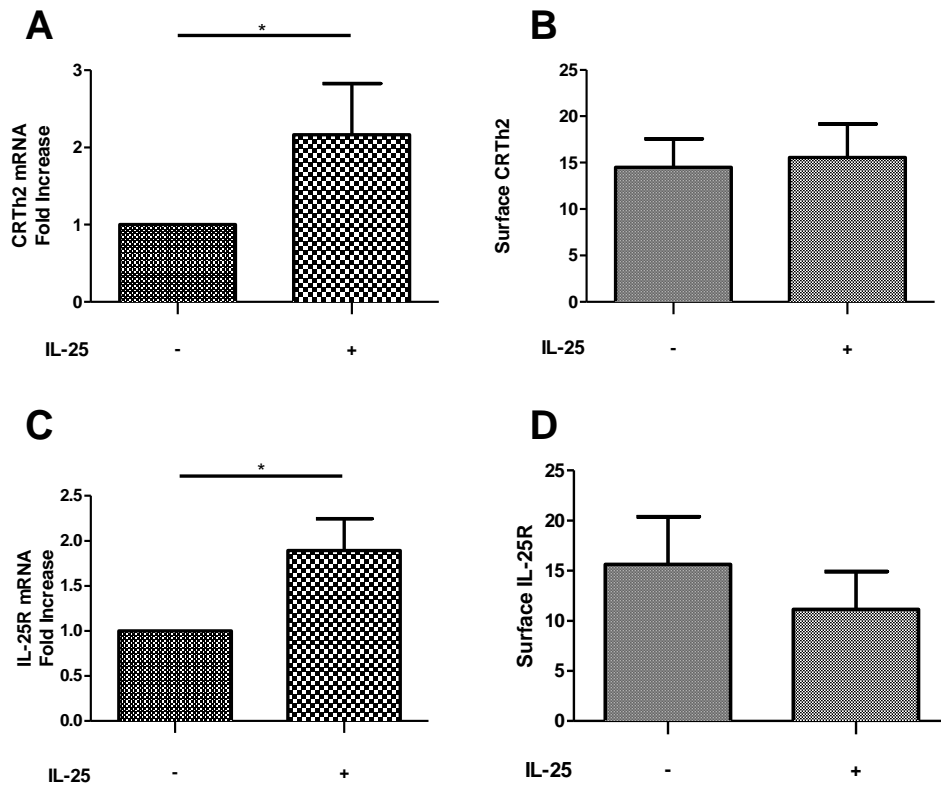 A
*
CRTh2 mRNA
Fold Increase
3
2
1
0
IL-25 - +
B
Surface CRTh2
25
20
15
10
5
0
IL-25 - +
C
*
IL-25R mRNA
Fold Increase
2.5
2.0
1.5
1.0
0.5
0.0
IL-25 - +
D
Surface IL-25R
25
20
15
10
5
0
IL-25 - +